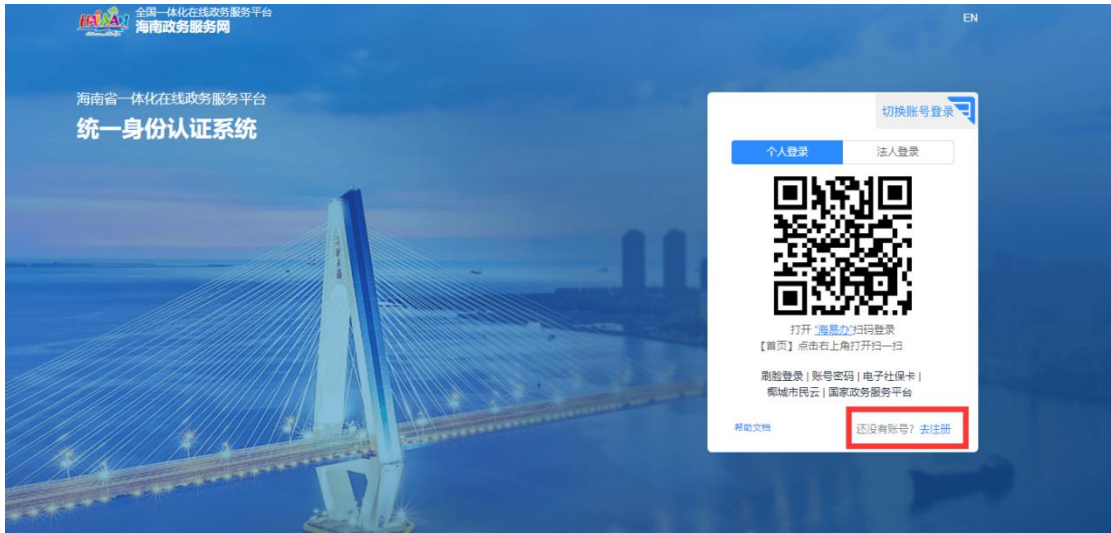 HAINAN
全国一体化在线政务服务平台
海南政务服务网
EN
海南省一体化在线政务服务平台
统一身份认证系统
切换账号登录
个人登录
法人登录
打开“海易办”扫码登录
【首页】点击右上角打开扫一扫
刷脸登录 | 账号密码 | 电子社保卡 |
椰城市民云 | 国家政务服务平台
帮助文档
还没有账号？去注册